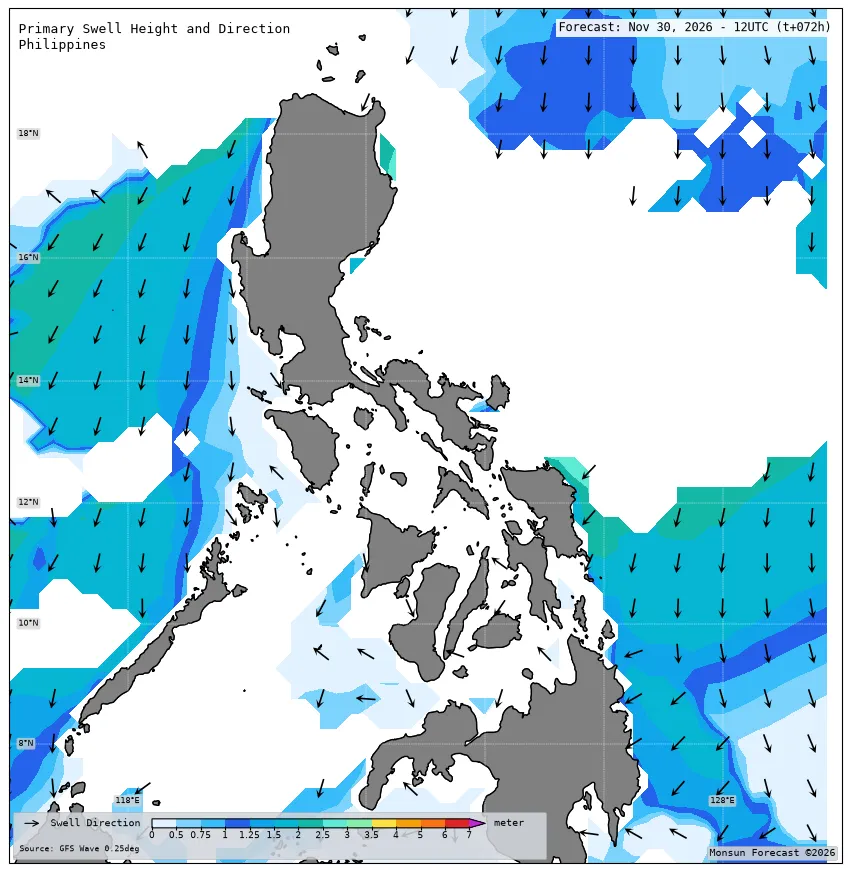 Primary Swell Height and Direction
Philippines
Forecast: Nov 30, 2026 - 12UTC (t+072h)
18°N
16°N
14°N
12°N
10°N
8°N
118°E
128°E
Swell Direction
meter
0 0.5 0.75 1 1.25 1.5 2 2.5 3 3.5 4 5 6 7
Source: GFS Wave 0.25deg
Monsun Forecast ©2026